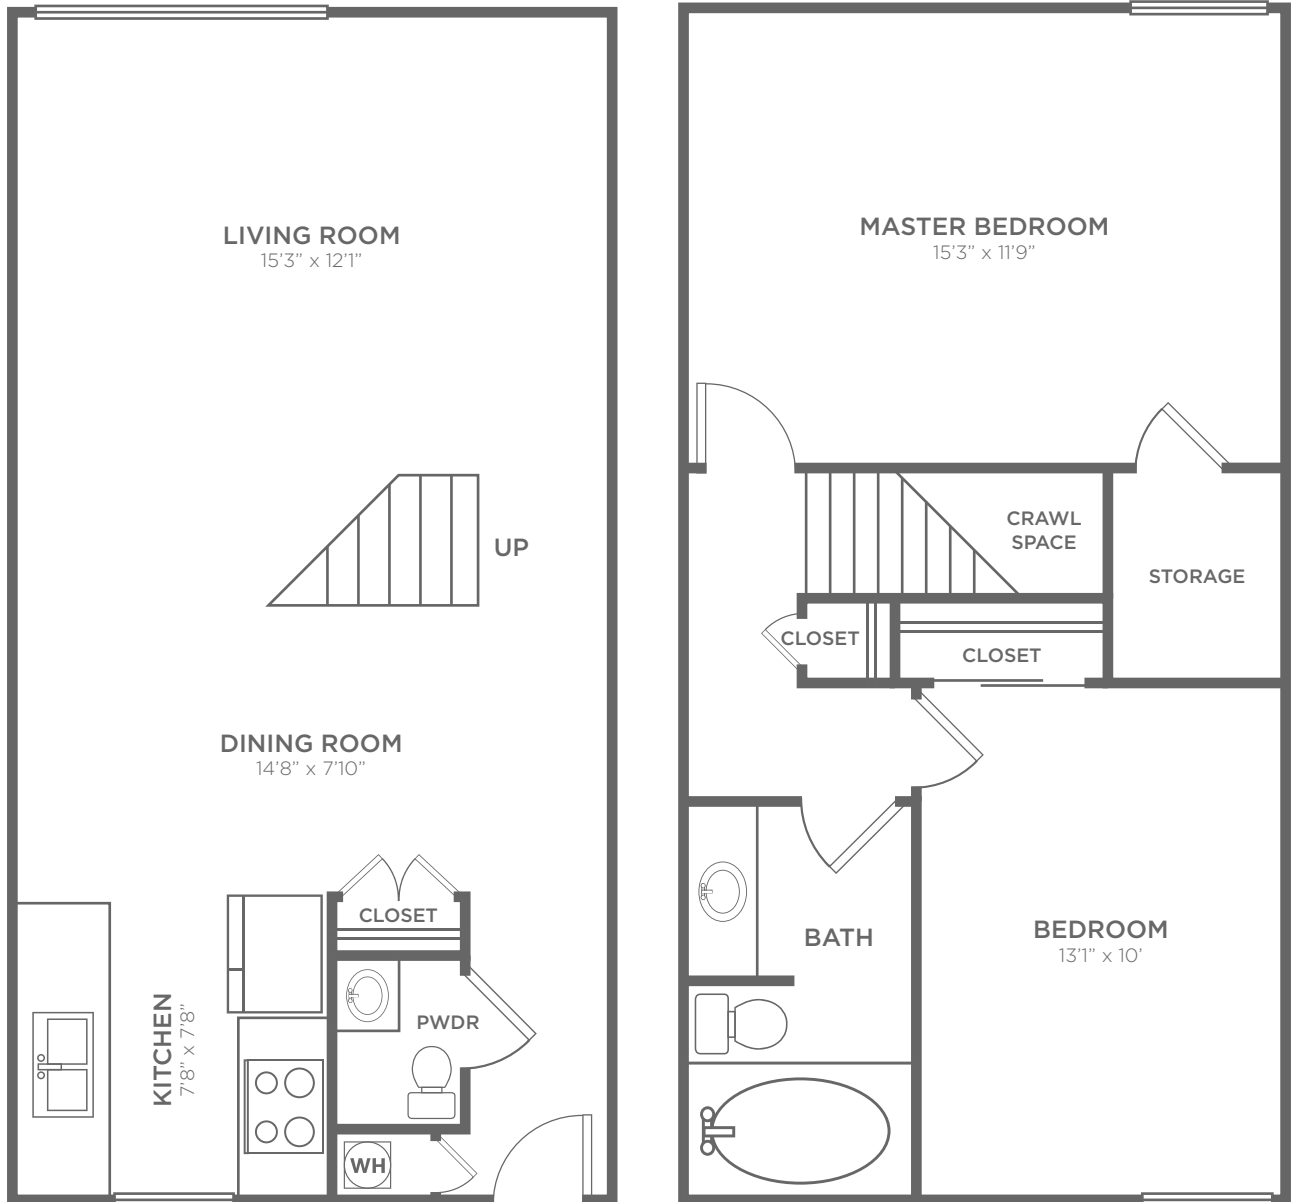 LIVING ROOM
15'3” x 12'1”
UP
DINING ROOM
14'8” x 7'10”
CLOSET
KITCHEN
7'8” x 7'8”
PWDR
WH
MASTER BEDROOM
15'3” x 11'9”
CRAWL
SPACE
STORAGE
CLOSET
CLOSET
BATH
BEDROOM
13'1” x 10'